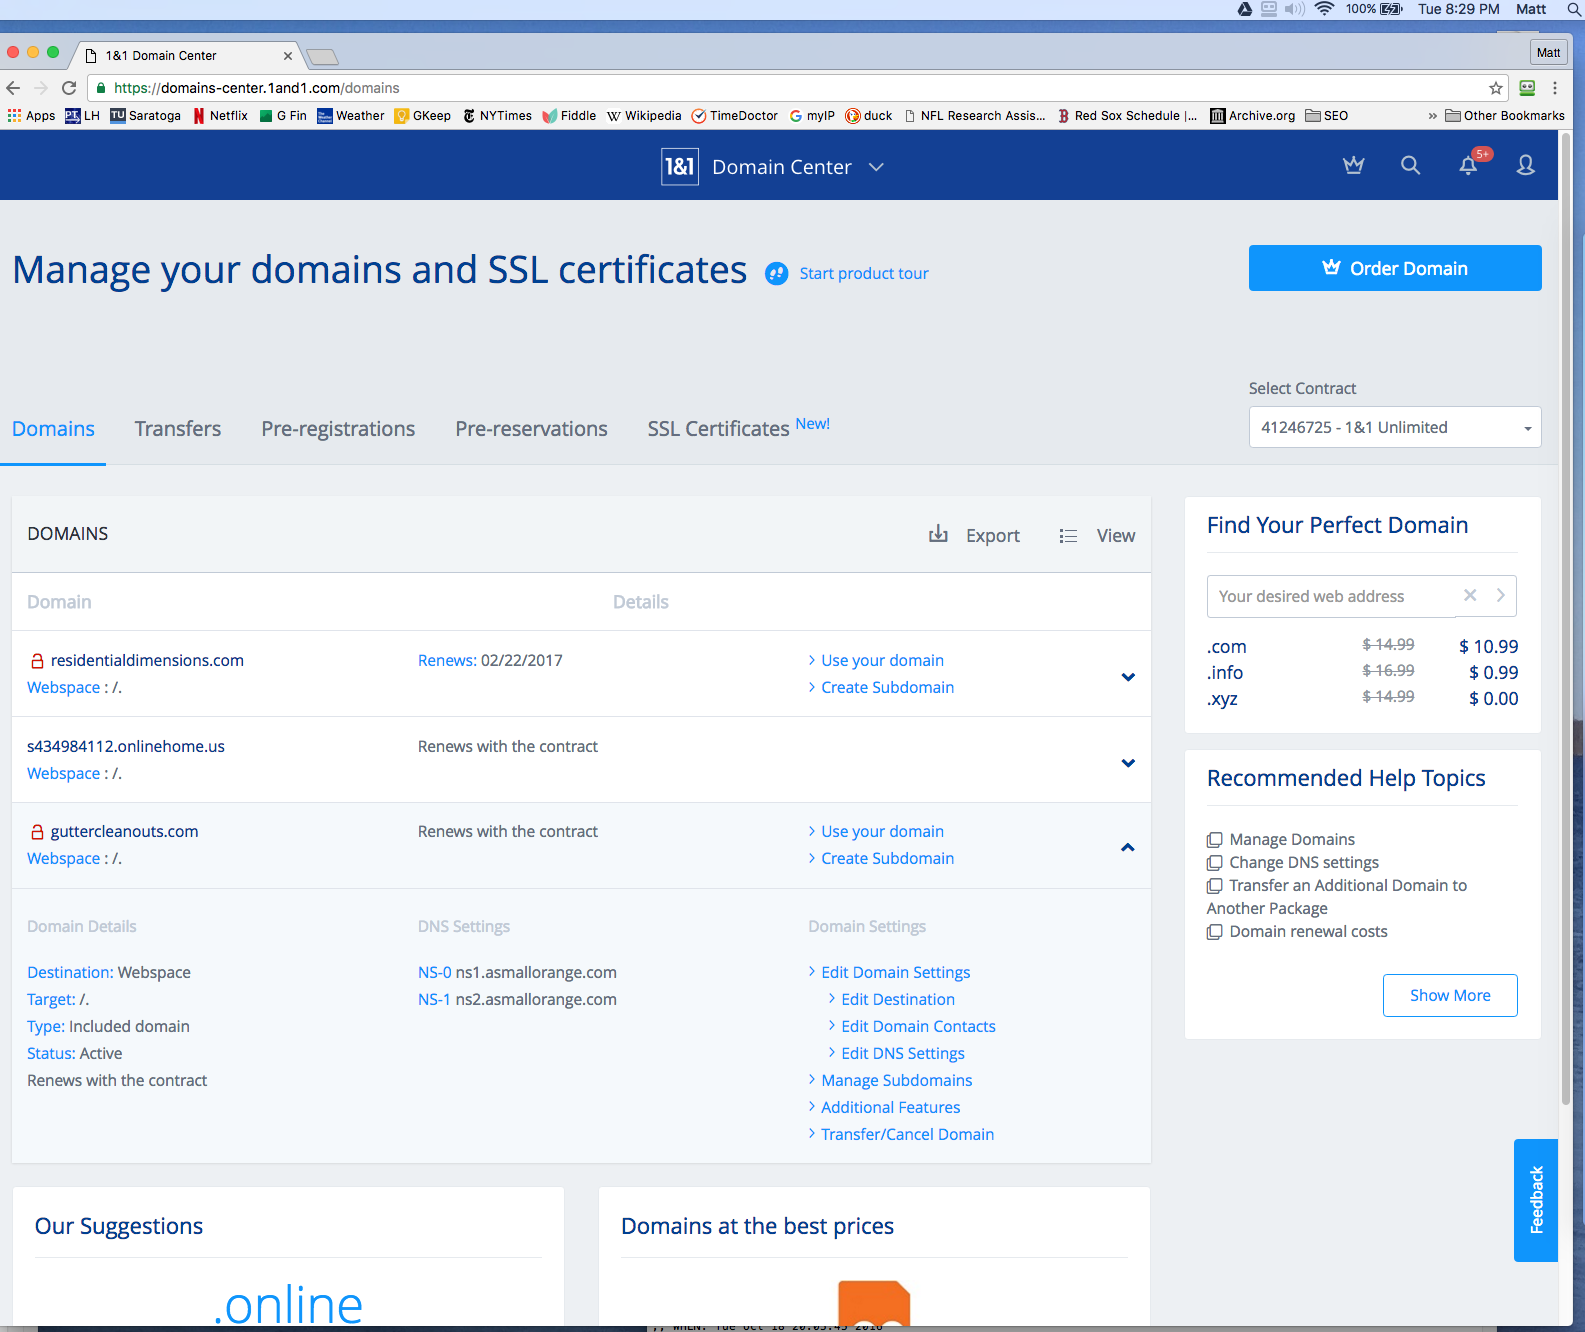 100% Tue 8:29 PM Matt
1&1 Domain Center Matt
https://domains-center.1and1.com/domains
Apps LH TU Saratoga Netflix G Fin Weather GKeep NYTimes Fiddle W Wikipedia TimeDoctor myIP duck NFL Research Assis... Red Sox Schedule |... Archive.org SEO » Other Bookmarks
1&1 Domain Center 5+
Manage your domains and SSL certificates Start product tour Order Domain
Select Contract
Domains Transfers Pre-registrations Pre-reservations SSL Certificates New! 41246725 - 1&1 Unlimited
DOMAINS Export View
Domain Details
residentialdimensions.com Renews: 02/22/2017 Use your domain
Webspace : /. Create Subdomain
s434984112.onlinehome.us Renews with the contract
Webspace : /.
guttercleanouts.com Renews with the contract Use your domain
Webspace : /. Create Subdomain
Domain Details DNS Settings Domain Settings
Destination: Webspace NS-0 ns1.asmallorange.com Edit Domain Settings
Target: /. NS-1 ns2.asmallorange.com Edit Destination
Type: Included domain Edit Domain Contacts
Status: Active Edit DNS Settings
Renews with the contract Manage Subdomains
Additional Features
Transfer/Cancel Domain
Find Your Perfect Domain
Your desired web address
.com $ 14.99 $ 10.99
.info $ 16.99 $ 0.99
.xyz $ 14.99 $ 0.00
Recommended Help Topics
Manage Domains
Change DNS settings
Transfer an Additional Domain to
Another Package
Domain renewal costs
Show More
Feedback
Our Suggestions Domains at the best prices
.online